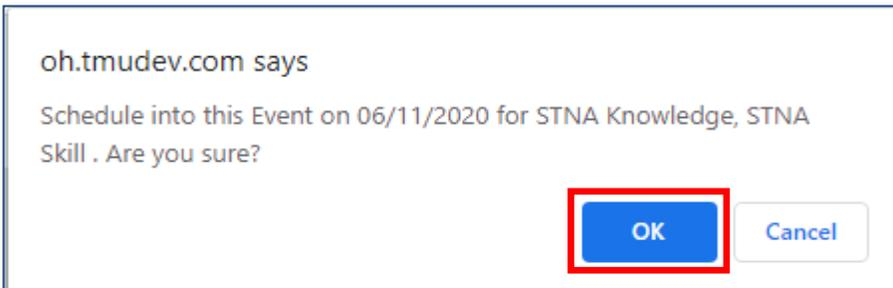 oh.tmudev.com says
Schedule into this Event on 06/11/2020 for STNA Knowledge, STNA
Skill . Are you sure?
OK
Cancel